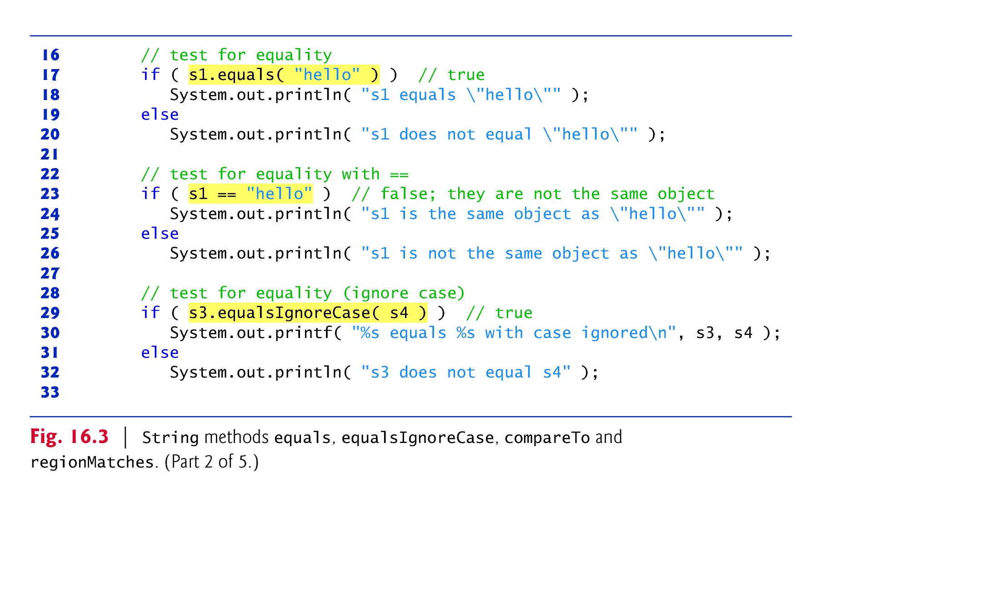 16 // test for equality
17 if ( s1.equals( "hello" ) ) // true
18 System.out.println( "s1 equals \"hello\"" );
19 else
20 System.out.println( "s1 does not equal \"hello\"" );
21
22 // test for equality with ==
23 if ( s1 == "hello" ) // false; they are not the same object
24 System.out.println( "s1 is the same object as \"hello\"" );
25 else
26 System.out.println( "s1 is not the same object as \"hello\"" );
27
28 // test for equality (ignore case)
29 if ( s3.equalsIgnoreCase( s4 ) ) // true
30 System.out.printf( "%s equals %s with case ignored\n", s3, s4 );
31 else
32 System.out.println( "s3 does not equal s4" );
33
Fig. 16.3 | String methods equals, equalsIgnoreCase, compareTo and
regionMatches. (Part 2 of 5.)